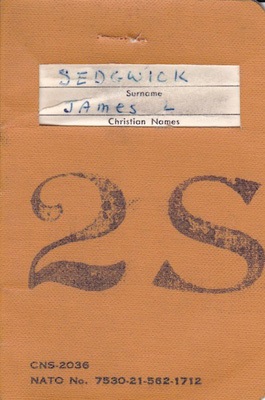 SEDGWICK
Surname
JAMES L
Christian Names
2S
CNS-2036
NATO No. 7530-21-562-1712